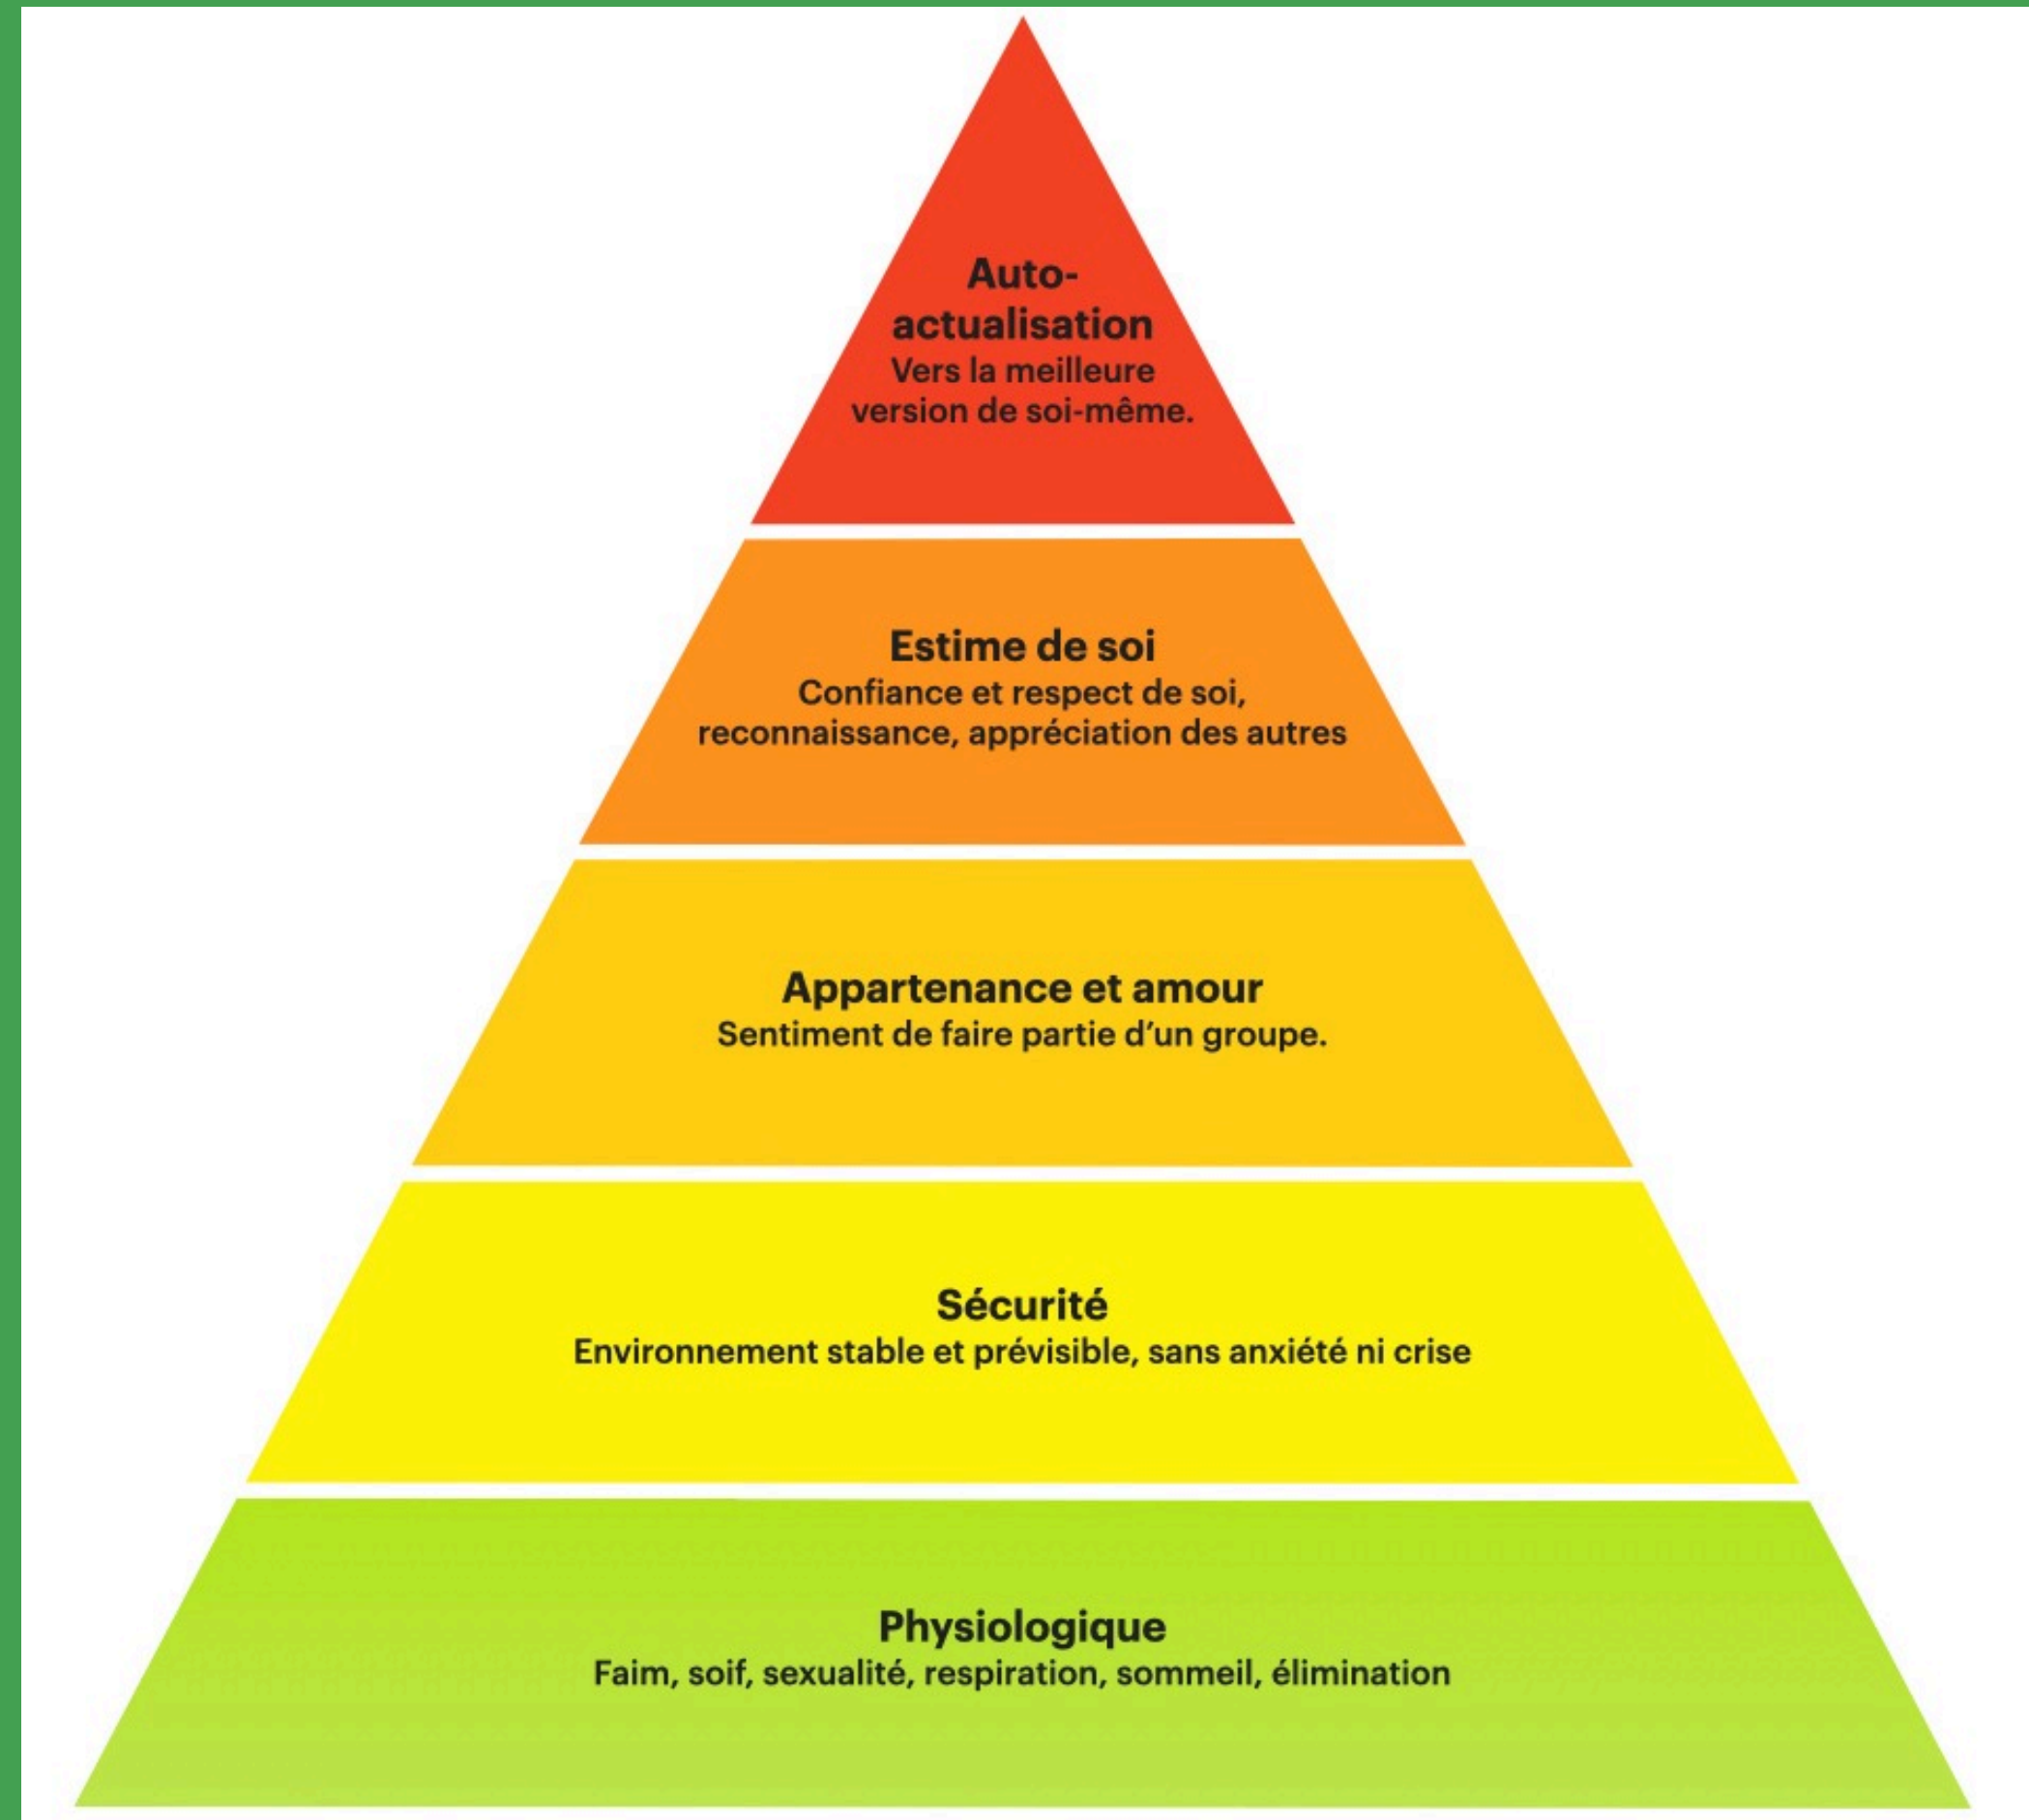 Auto-
actualisation
Vers la meilleure
version de soi-même.
Estime de soi
Confiance et respect de soi,
reconnaissance, appréciation des autres
Appartenance et amour
Sentiment de faire partie d’un groupe.
Sécurité
Environnement stable et prévisible, sans anxiété ni crise
Physiologique
Faim, soif, sexualité, respiration, sommeil, élimination